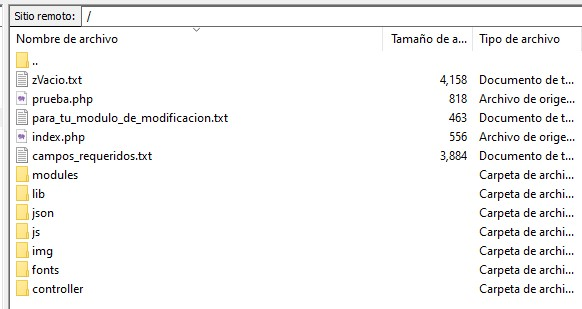 Sitio remoto: /
Nombre de archivo Tamaño de a... Tipo de archivo
..
zVacio.txt 4,158 Documento de t...
prueba.php 818 Archivo de orige...
para_tu_modulo_de_modificacion.txt 463 Documento de t...
index.php 556 Archivo de orige...
campos_requeridos.txt 3,884 Documento de t...
modules Carpeta de archi...
lib Carpeta de archi...
json Carpeta de archi...
js Carpeta de archi...
img Carpeta de archi...
fonts Carpeta de archi...
controller Carpeta de archi...